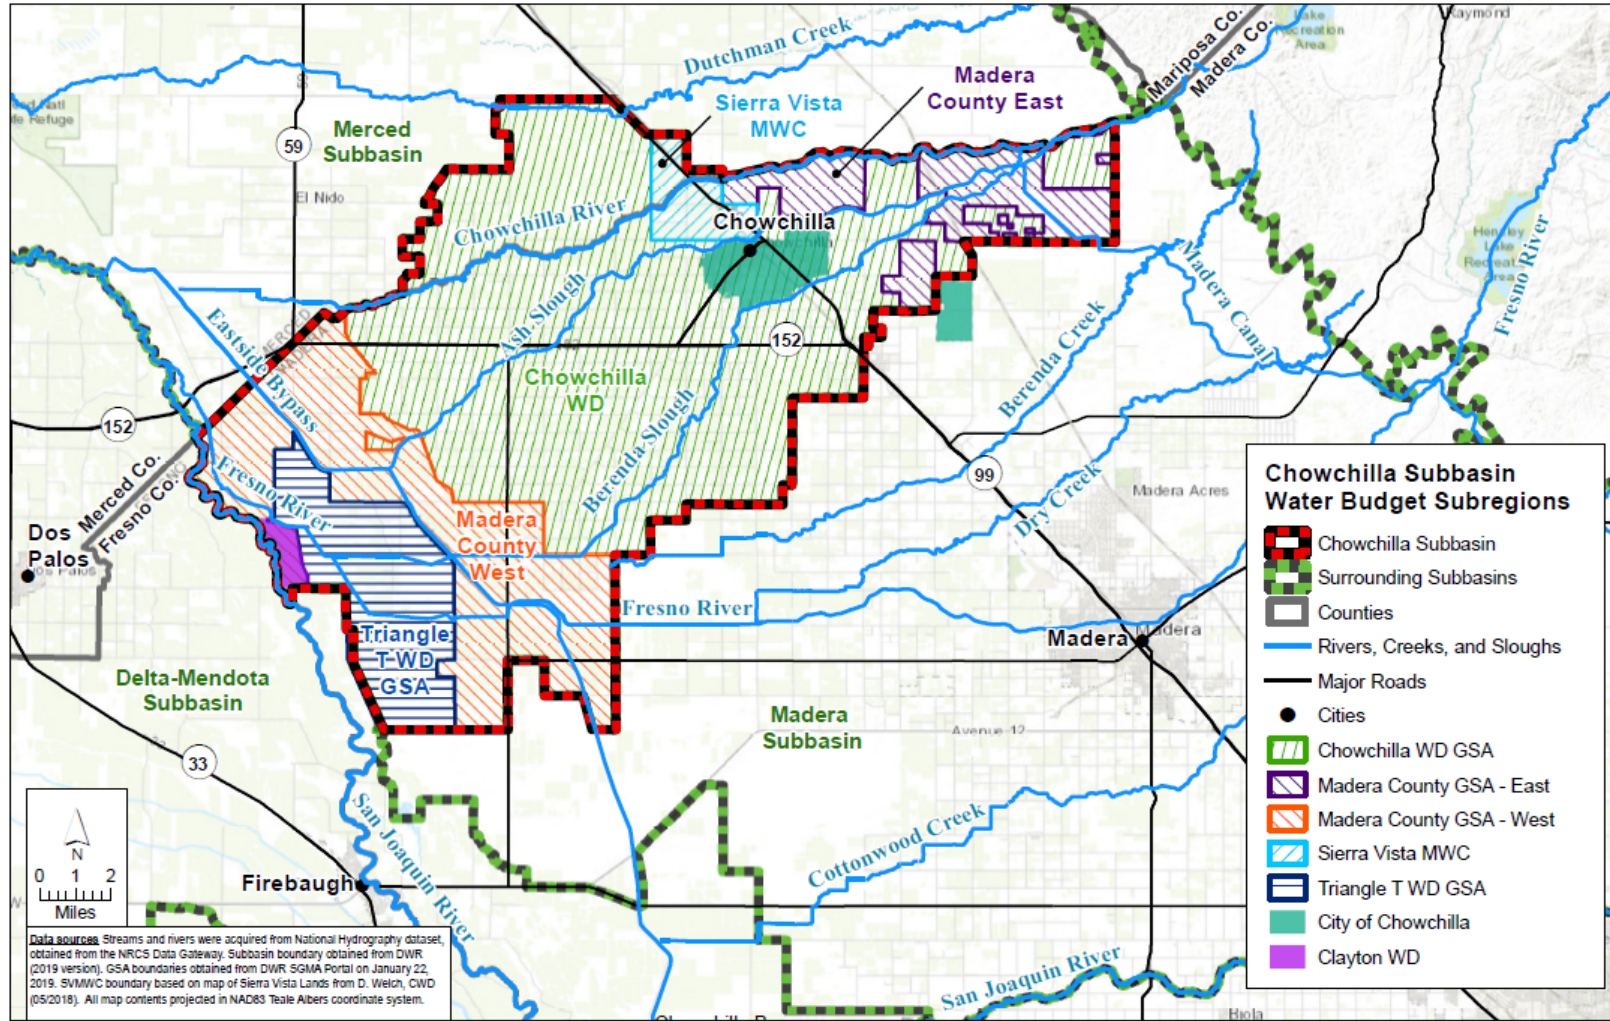 Dutchman Creek
Mariposa Co.
Madera Co.
Lake
Recreation
Area
Raymond
Madera
County East
Sierra Vista
MWC
Merced
Subbasin
59
El Nido
Chowchilla River
Chowchilla
Madera Canal
Fresno River
Hensley
Lake
Eastside Bypass
MERCED
MADERA
Ash Slough
152
Chowchilla
WD
Berenda Creek
Berenda Slough
152
Merced Co.
Fresno Co.
Fresno River
99
Dry Creek
Madera Acres
Dos
Palos
Madera
County
West
Fresno River
Triangle
T WD
GSA
Madera
Madera
Delta-Mendota
Subbasin
Madera
Subbasin
Avenue 12
33
San Joaquin River
Cottonwood Creek
Firebaugh
San Joaquin River
Biola
N
0 1 2
Miles
Data sources Streams and rivers were acquired from National Hydrography dataset,
obtained from the NRCS Data Gateway. Subbasin boundary obtained from DWR
(2019 version). GSA boundaries obtained from DWR SGMA Portal on January 22,
2019. SVMWC boundary based on map of Sierra Vista Lands from D. Welch, CWD
(05/2018). All map contents projected in NAD83 Teale Albers coordinate system.
Chowchilla Subbasin
Water Budget Subregions
Chowchilla Subbasin
Surrounding Subbasins
Counties
Rivers, Creeks, and Sloughs
Major Roads
Cities
Chowchilla WD GSA
Madera County GSA - East
Madera County GSA - West
Sierra Vista MWC
Triangle T WD GSA
City of Chowchilla
Clayton WD